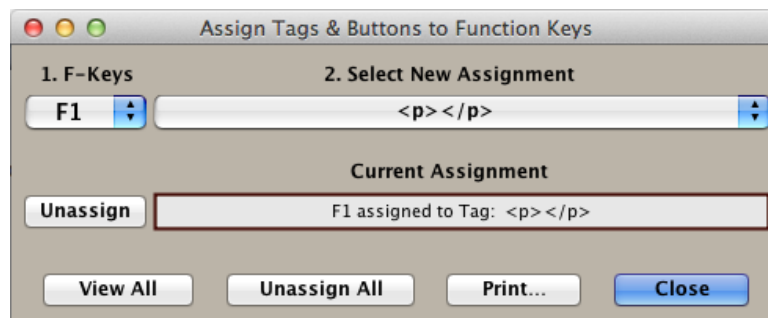 Assign Tags & Buttons to Function Keys
1. F-Keys 2. Select New Assignment
F1 <p></p>
Current Assignment
Unassign F1 assigned to Tag: <p></p>
View All Unassign All Print... Close